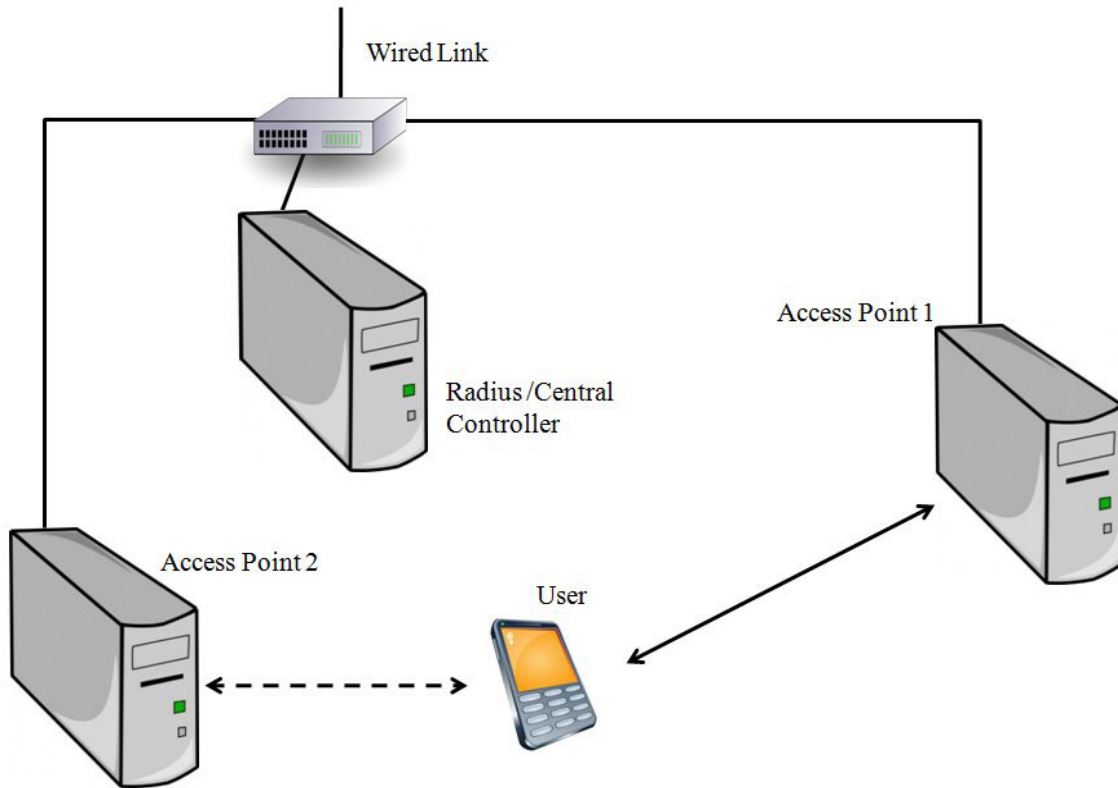 Wired Link
Access Point 1
Radius /Central
Controller
Access Point 2
User